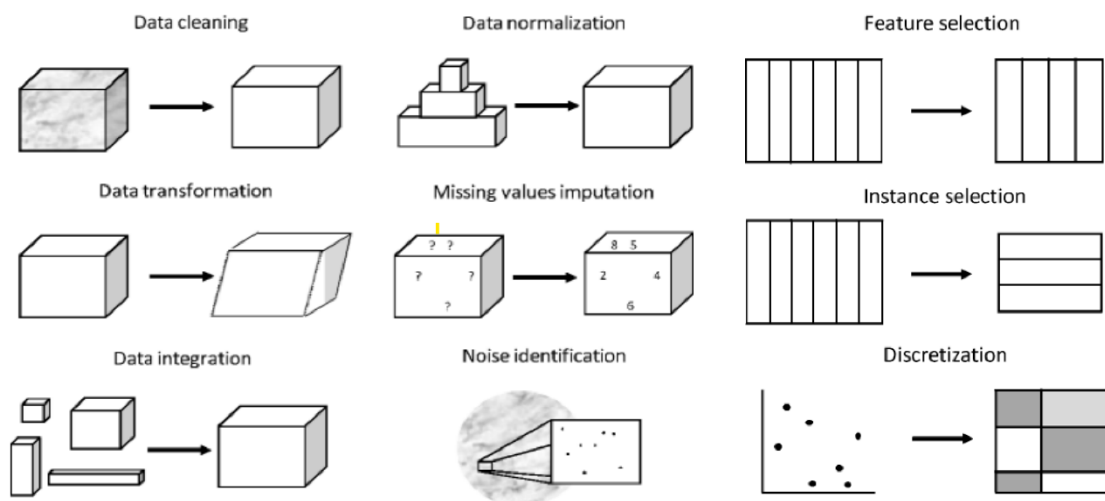 Data cleaning
Data normalization
Feature selection
Data transformation
Missing values imputation
Instance selection
? ?
? ?
?
8 5
2 4
6
Data integration
Noise identification
Discretization